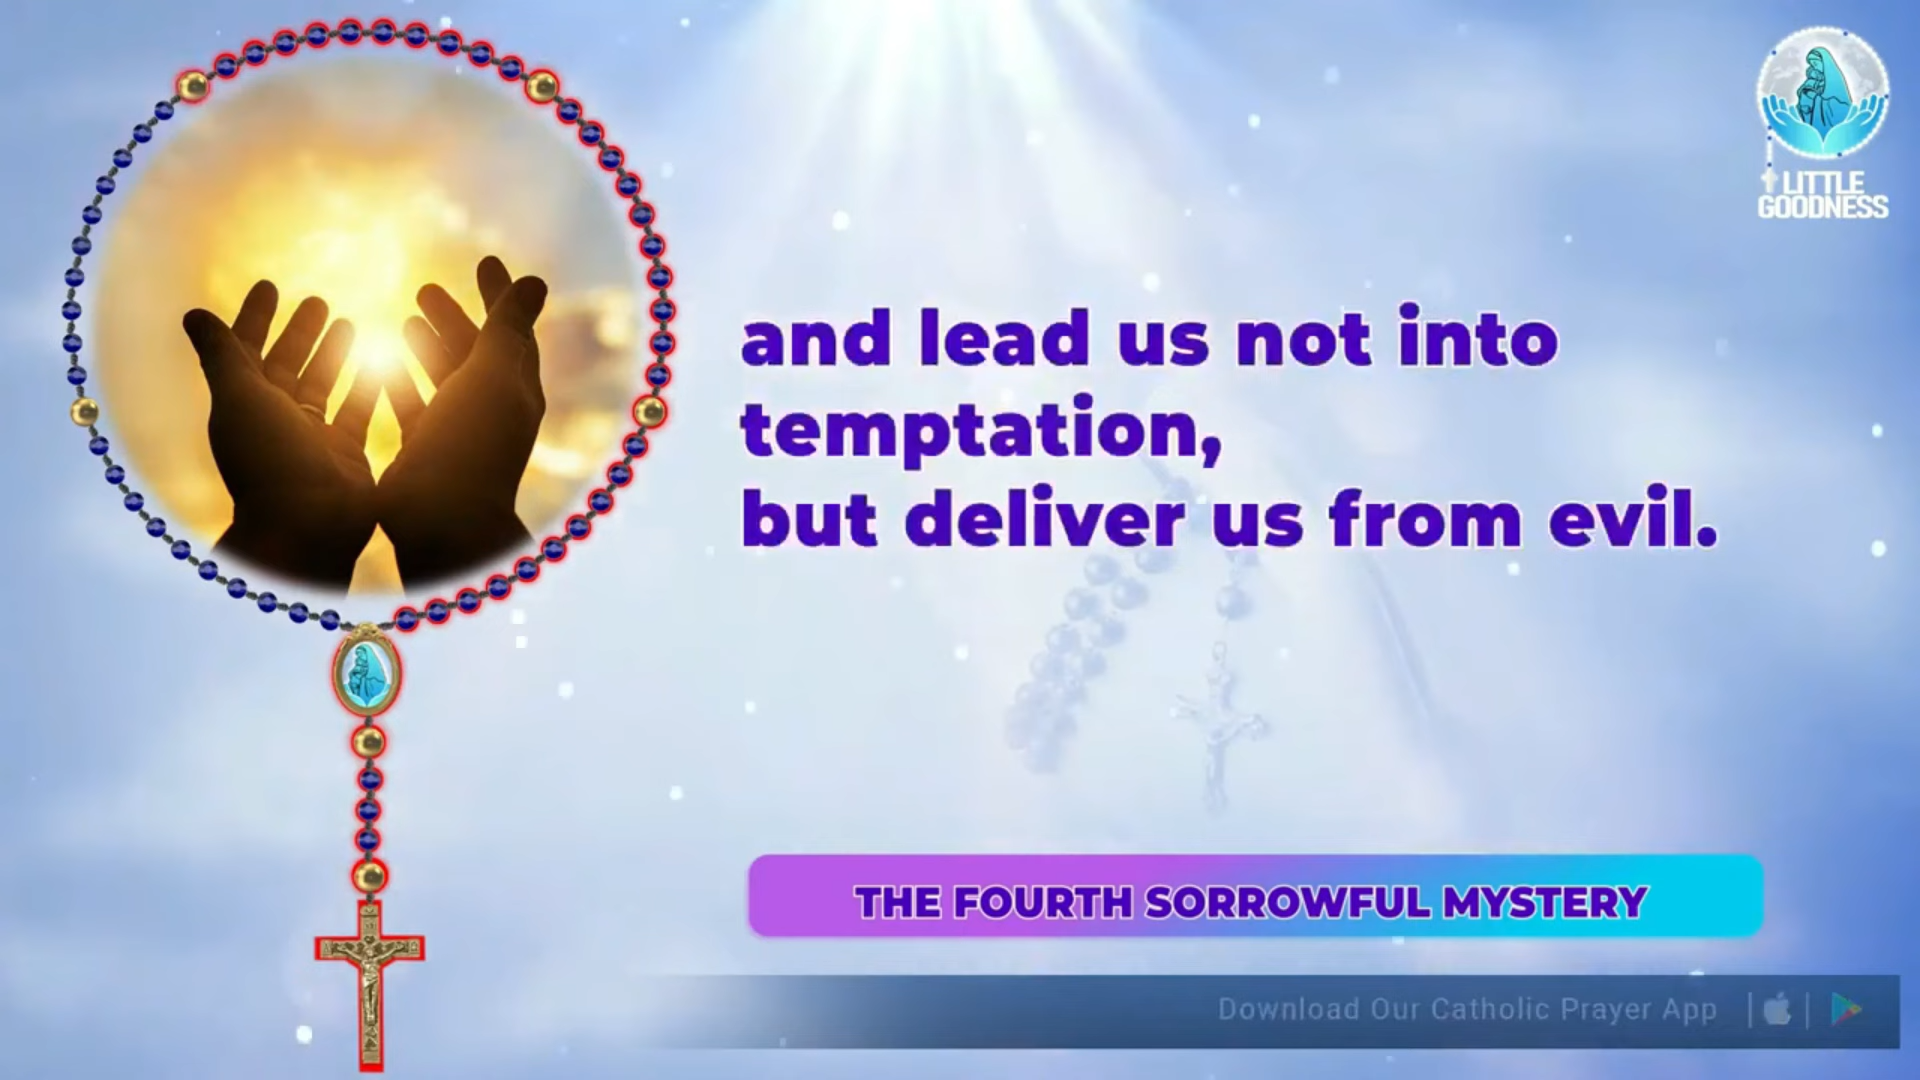 LITTLE
GOODNESS
and lead us not into
temptation,
but deliver us from evil.
THE FOURTH SORROWFUL MYSTERY
Download Our Catholic Prayer App